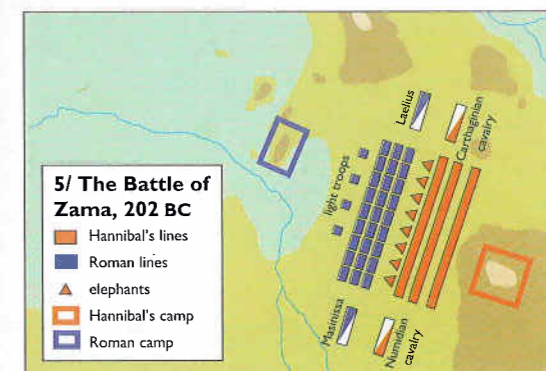 5/ The Battle of
Zama, 202 BC
Hannibal's lines
Roman lines
elephants
Hannibal's camp
Roman camp
light troops
Laelius
Carthaginian
cavalry
Masinissa
Numidian
cavalry